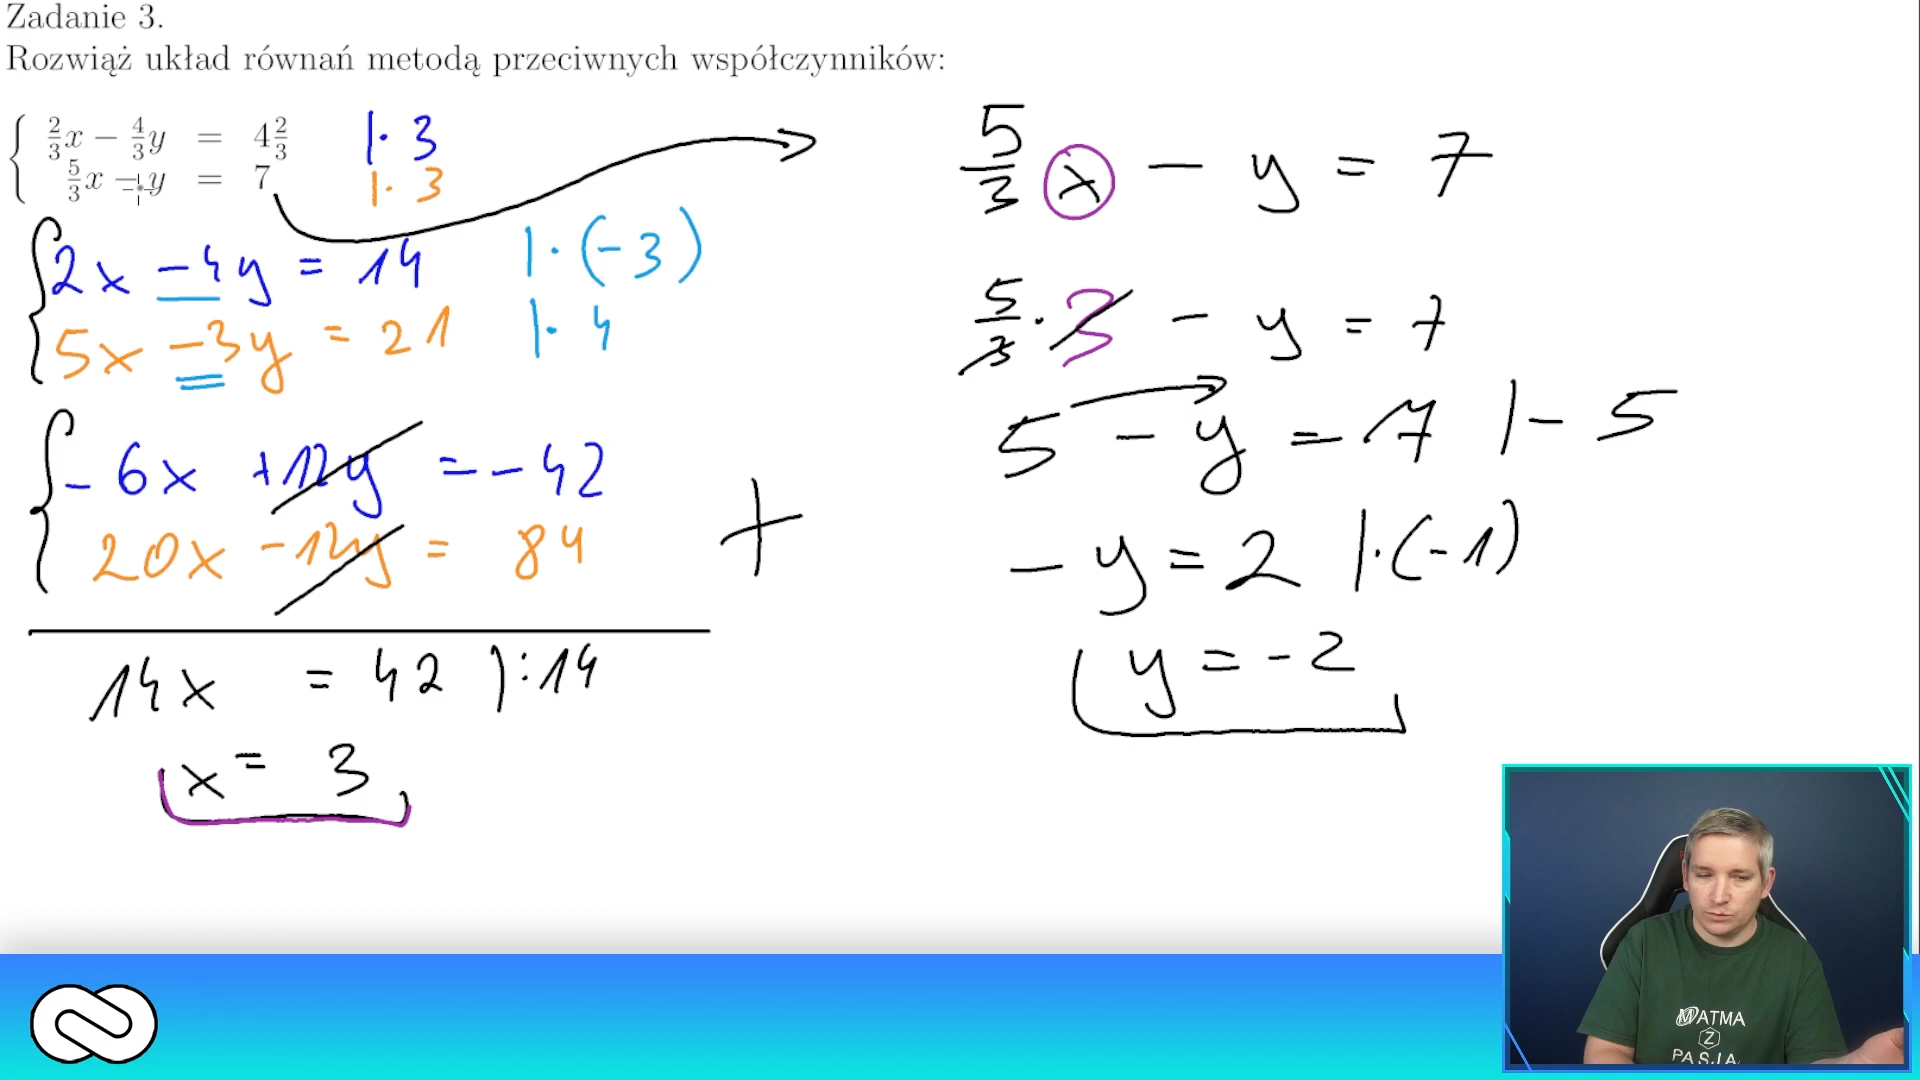 Zadanie 3.
Rozwiąż układ równań metodą przeciwnych współczynników:
2/3x − 4/3y = 4 2/3 |· 3
5/3x − y = 7 |· 3
2x −4y = 14 |· (−3)
5x −3y = 21 |· 4
− 6x +12y = − 42
20x −12y = 84
+
14x = 42 |:14
x = 3
5/3 x − y = 7
5/3 · 3 − y = 7
5 − y = 7 |− 5
− y = 2 |·(−1)
y = −2
MATMA
Z
PASJĄ